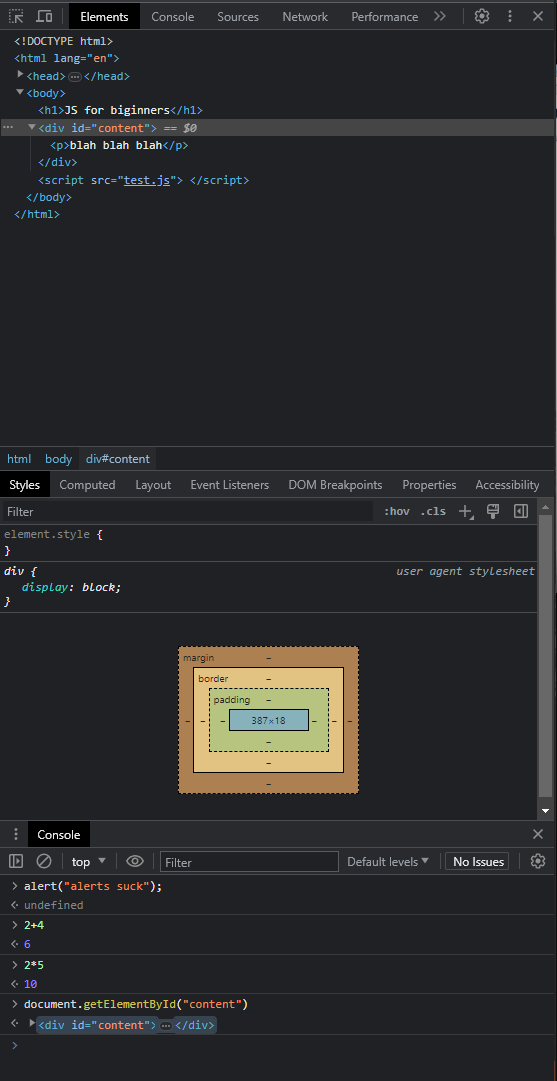 Elements Console Sources Network Performance
<!DOCTYPE html>
<html lang="en">
<head>…</head>
<body>
<h1>JS for biginners</h1>
… <div id="content"> == $0
<p>blah blah blah</p>
</div>
<script src="test.js"> </script>
</body>
</html>
html body div#content
Styles Computed Layout Event Listeners DOM Breakpoints Properties Accessibility
Filter :hov .cls
element.style {
}
div { user agent stylesheet
display: block;
}
margin –
border –
padding –
– – – 387×18 – – –
–
–
–
Console
top Filter Default levels No Issues
alert("alerts suck");
undefined
2+4
6
2*5
10
document.getElementById("content")
<div id="content">…</div>